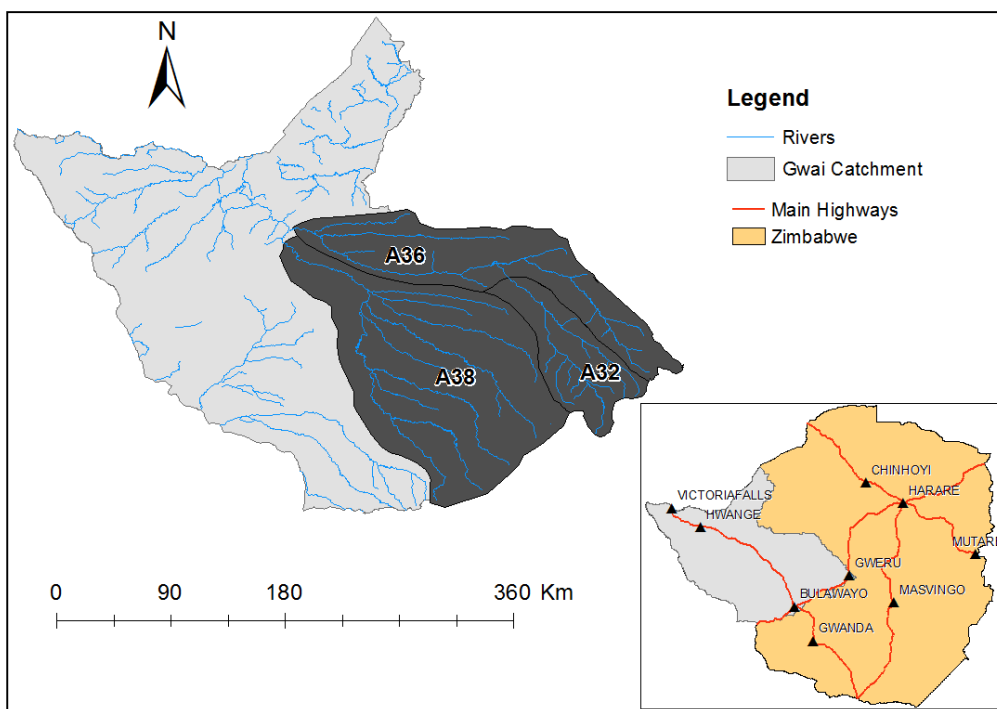 N
Legend
Rivers
Gwai Catchment
Main Highways
Zimbabwe
A36
A38
A32
0 90 180 360 Km
CHINHOYI
HARARE
VICTORIAFALLS
HWANGE
MUTARE
GWERU
BULAWAYO
MASVINGO
GWANDA